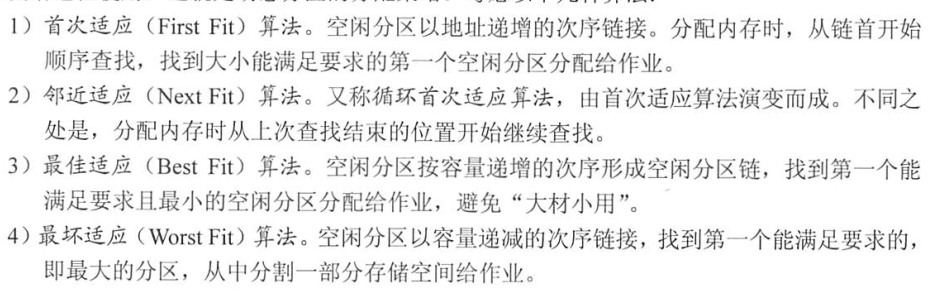 1）首次适应（First Fit）算法。空闲分区以地址递增的次序链接。分配内存时，从链首开始
顺序查找，找到大小能满足要求的第一个空闲分区分配给作业。
2）邻近适应（Next Fit）算法。又称循环首次适应算法，由首次适应算法演变而成。不同之
处是，分配内存时从上次查找结束的位置开始继续查找。
3）最佳适应（Best Fit）算法。空闲分区按容量递增的次序形成空闲分区链，找到第一个能
满足要求且最小的空闲分区分配给作业，避免“大材小用”。
4）最坏适应（Worst Fit）算法。空闲分区以容量递减的次序链接，找到第一个能满足要求的，
即最大的分区，从中分割一部分存储空间给作业。